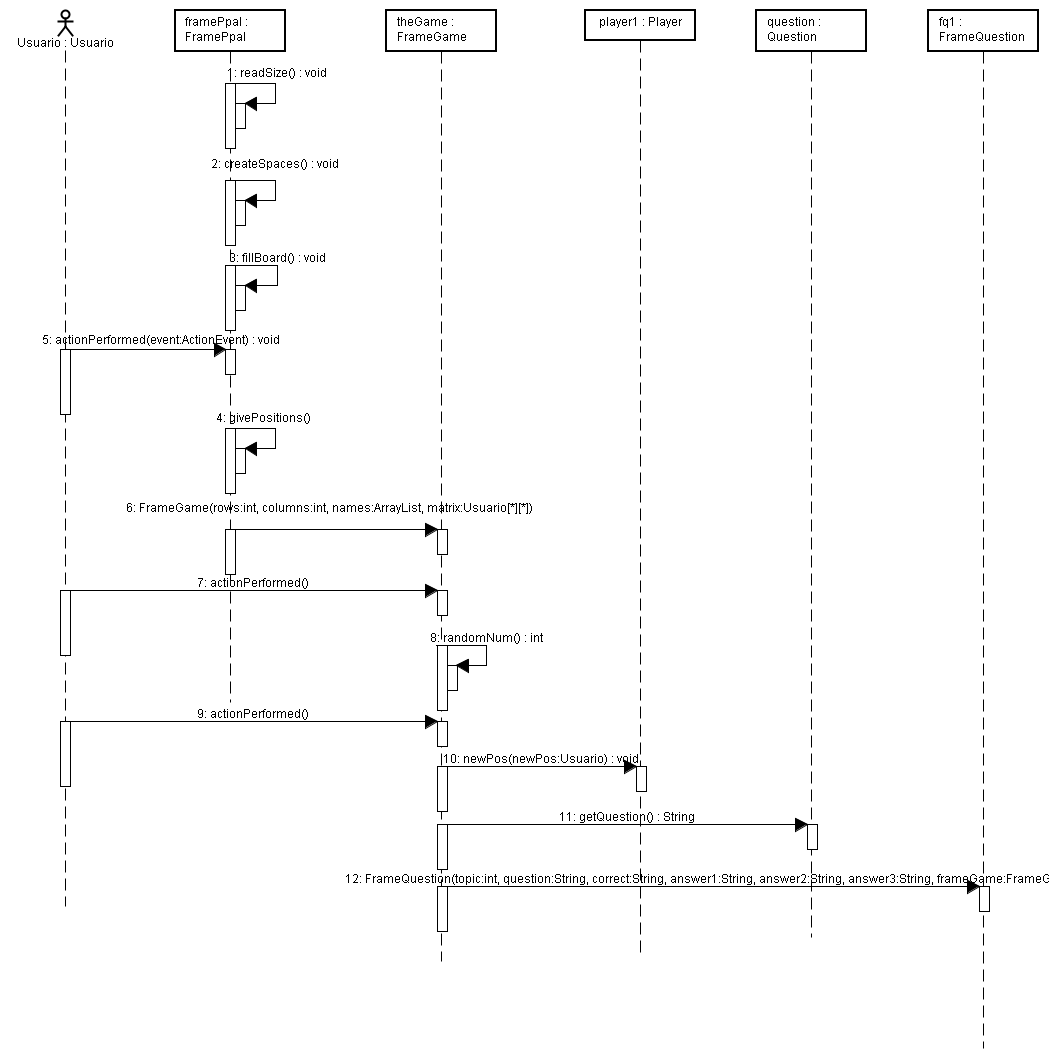 Usuario : Usuario
framePpal :
FramePpal
theGame :
FrameGame
player1 : Player
question :
Question
fq1 :
FrameQuestion
1: readSize() : void
2: createSpaces() : void
3: fillBoard() : void
5: actionPerformed(event:ActionEvent) : void
4: givePositions()
6: FrameGame(rows:int, columns:int, names:ArrayList, matrix:Usuario[*][*])
7: actionPerformed()
8: randomNum() : int
9: actionPerformed()
10: newPos(newPos:Usuario) : void
11: getQuestion() : String
12: FrameQuestion(topic:int, question:String, correct:String, answer1:String, answer2:String, answer3:String, frameGame:FrameG